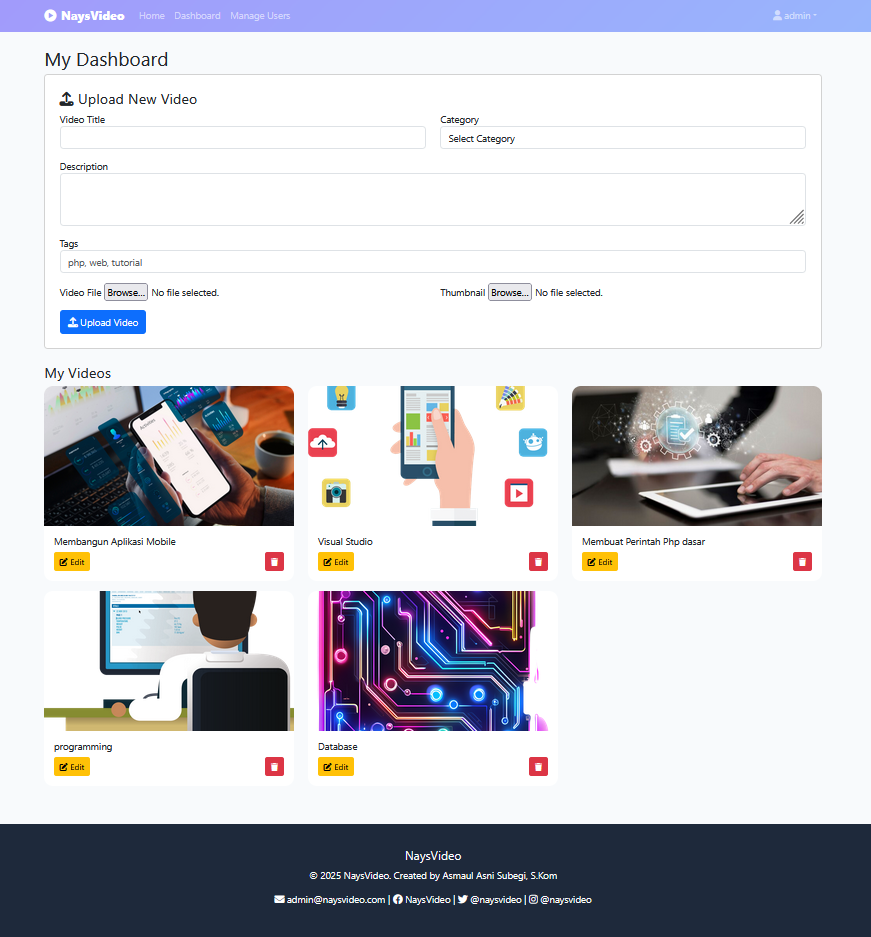 NaysVideo Home Dashboard Manage Users admin
My Dashboard
Upload New Video
Video Title Category
Select Category
Description
Tags
php, web, tutorial
Video File Browse... No file selected. Thumbnail Browse... No file selected.
Upload Video
My Videos
Membangun Aplikasi Mobile Visual Studio Membuat Perintah Php dasar
Edit Edit Edit
programming Database
Edit Edit
NaysVideo
© 2025 NaysVideo. Created by Asmaul Asni Subegi, S.Kom
admin@naysvideo.com | NaysVideo | @naysvideo | @naysvideo